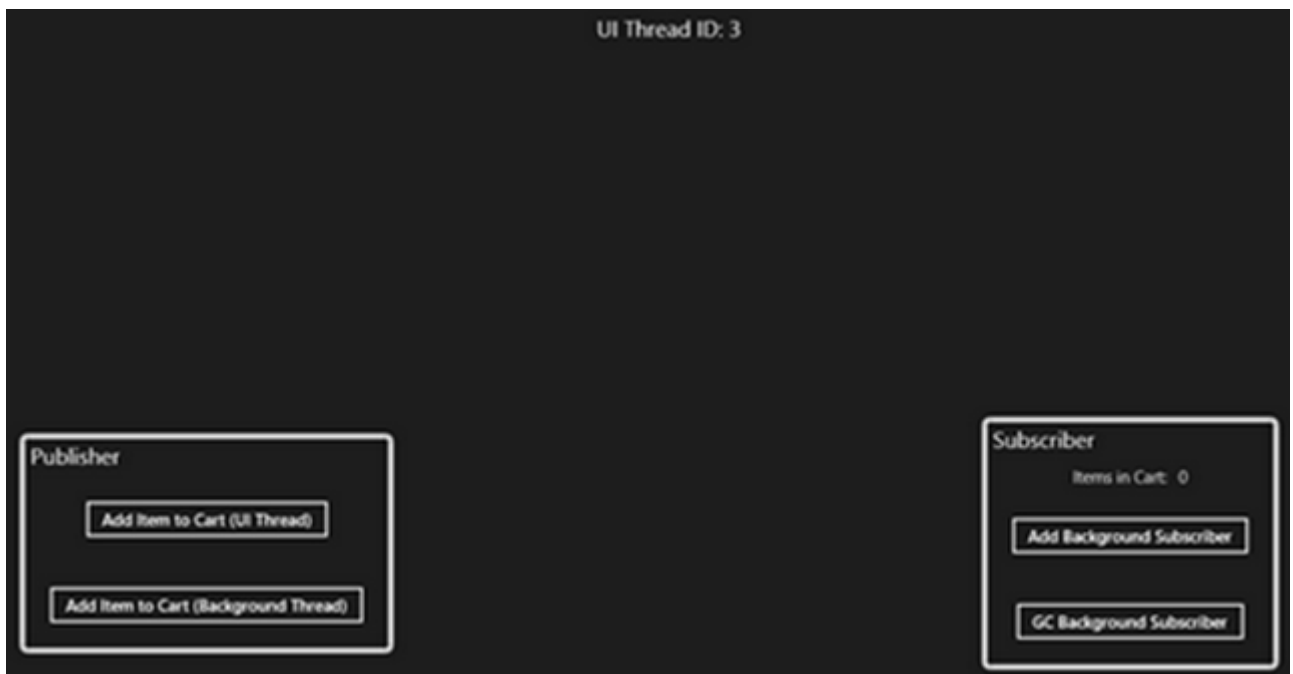 UI Thread ID: 3
Publisher
Add Item to Cart (UI Thread)
Add Item to Cart (Background Thread)
Subscriber
Items in Cart: 0
Add Background Subscriber
GC Background Subscriber